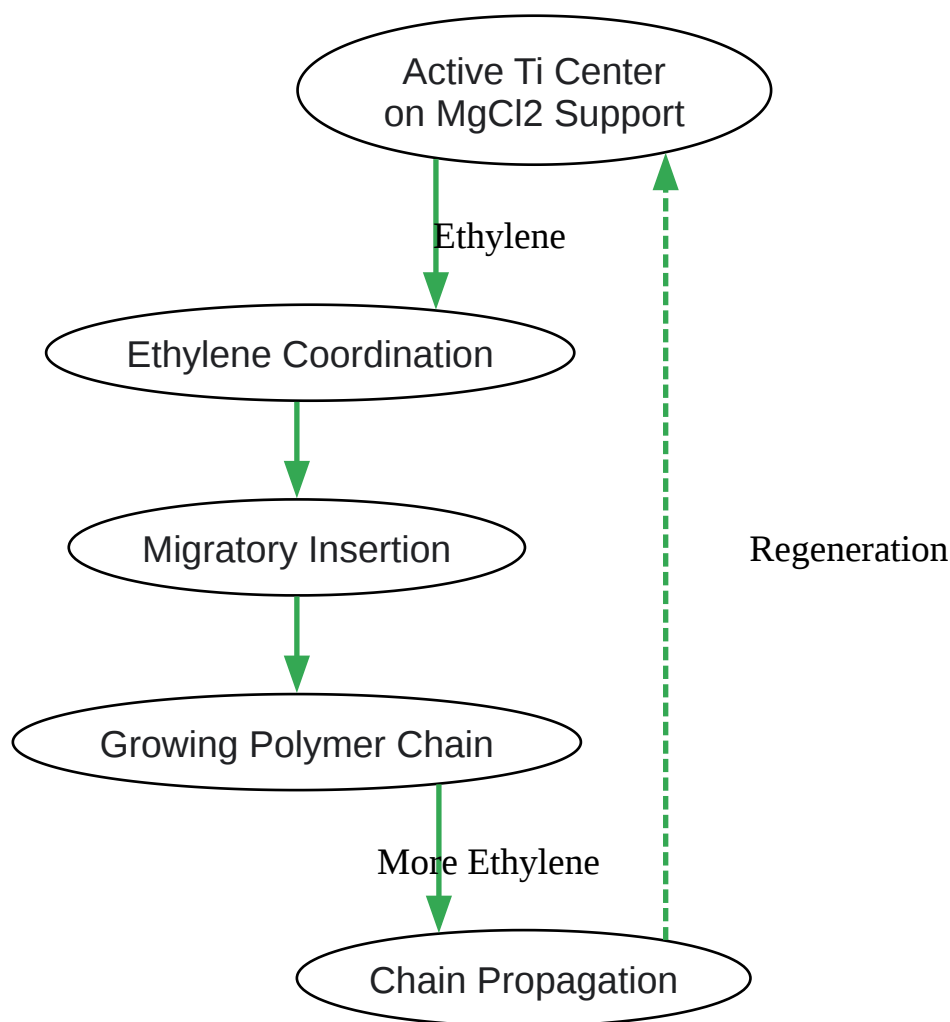 Active Ti Center
on MgCl2 Support
Ethylene
Ethylene Coordination
Migratory Insertion
Regeneration
Growing Polymer Chain
More Ethylene
Chain Propagation